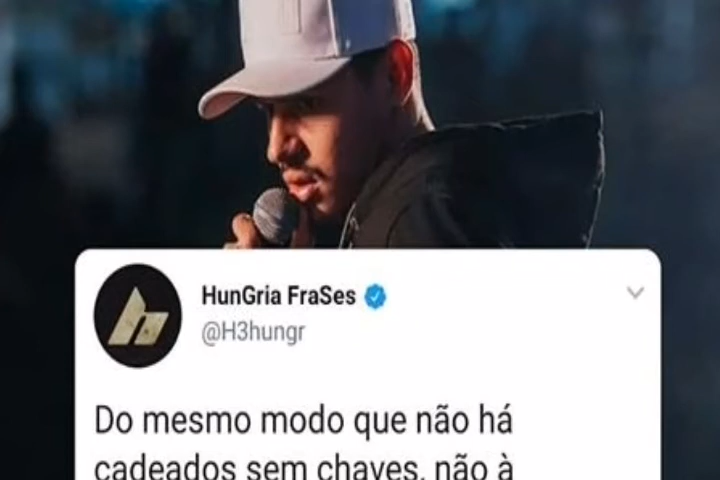 HunGria FraSes
@H3hungr
Do mesmo modo que não há
cadeados sem chaves, não à